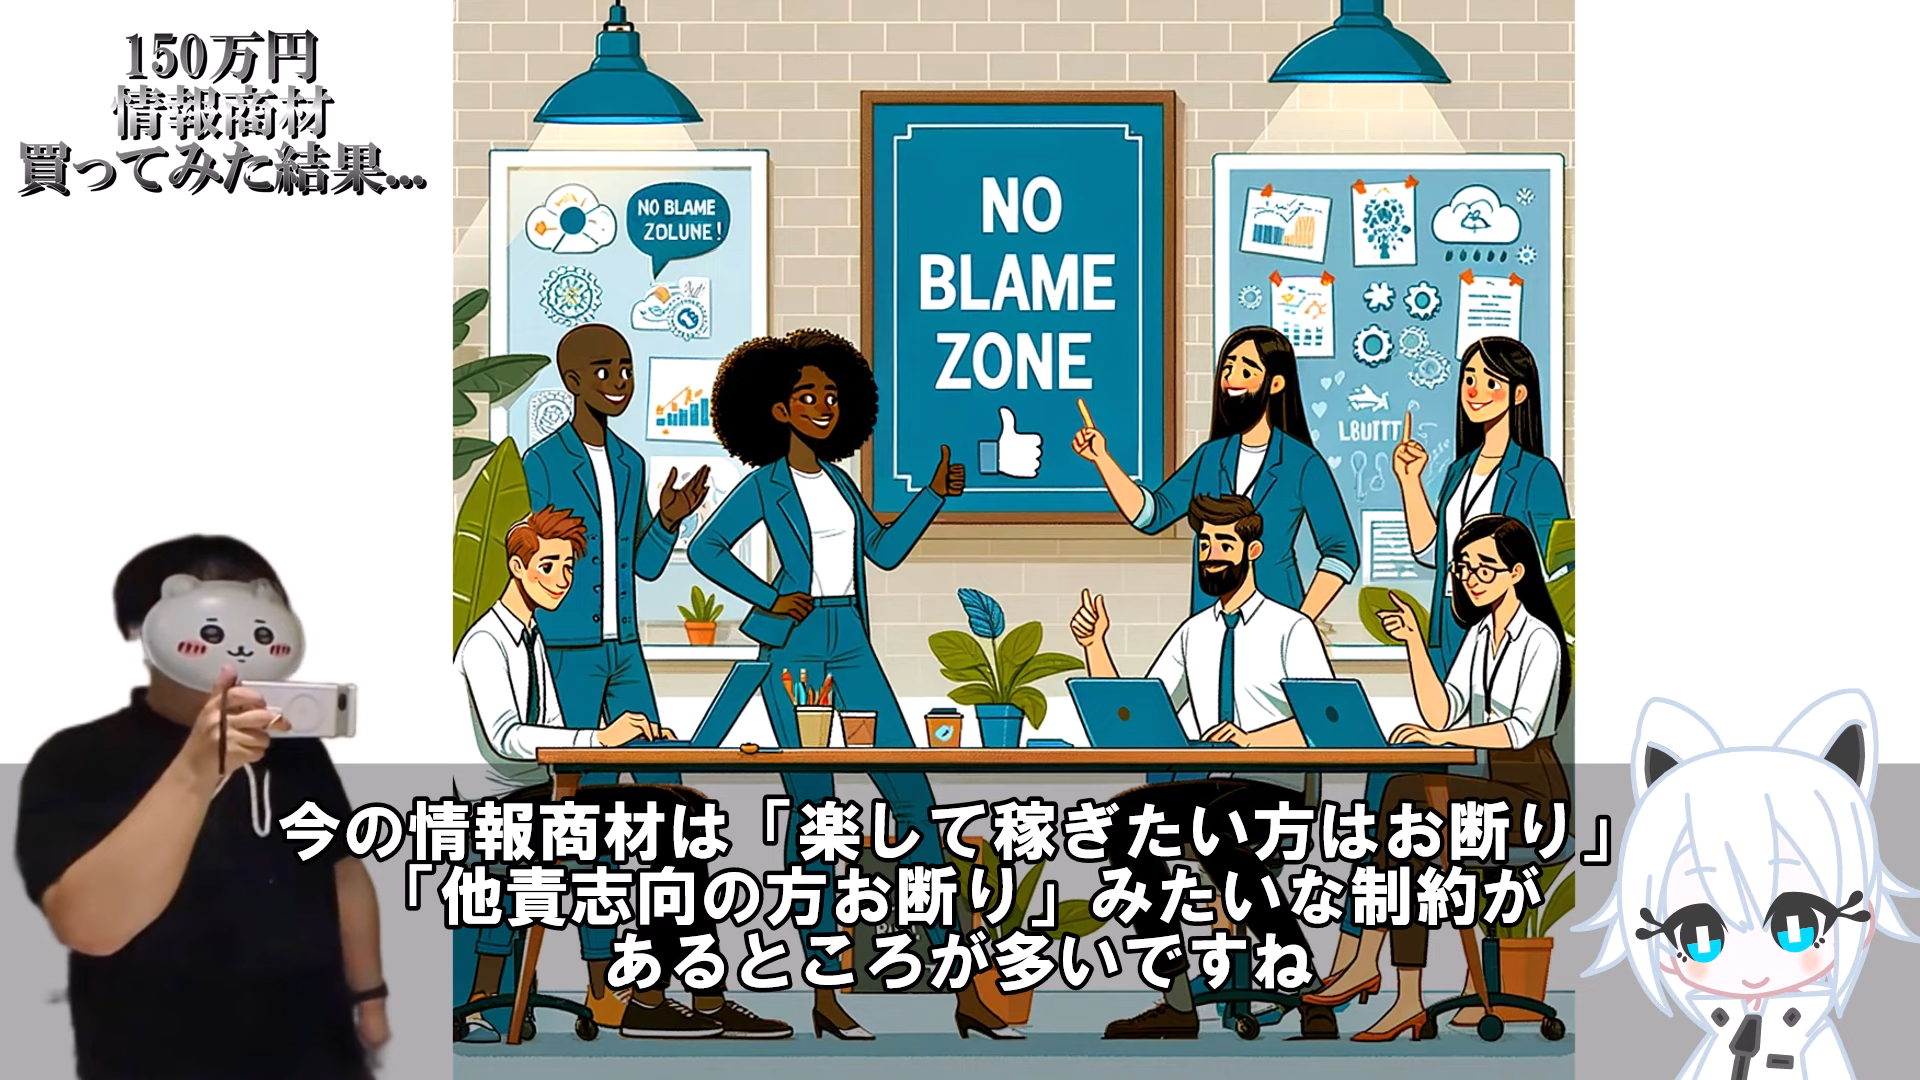 150万円
情報商材
買ってみた結果...
NO BLAME
ZOLUNE!
NO
BLAME
ZONE
LBUITT
今の情報商材は「楽して稼ぎたい方はお断り」
「他責志向の方お断り」みたいな制約が
あるところが多いですね